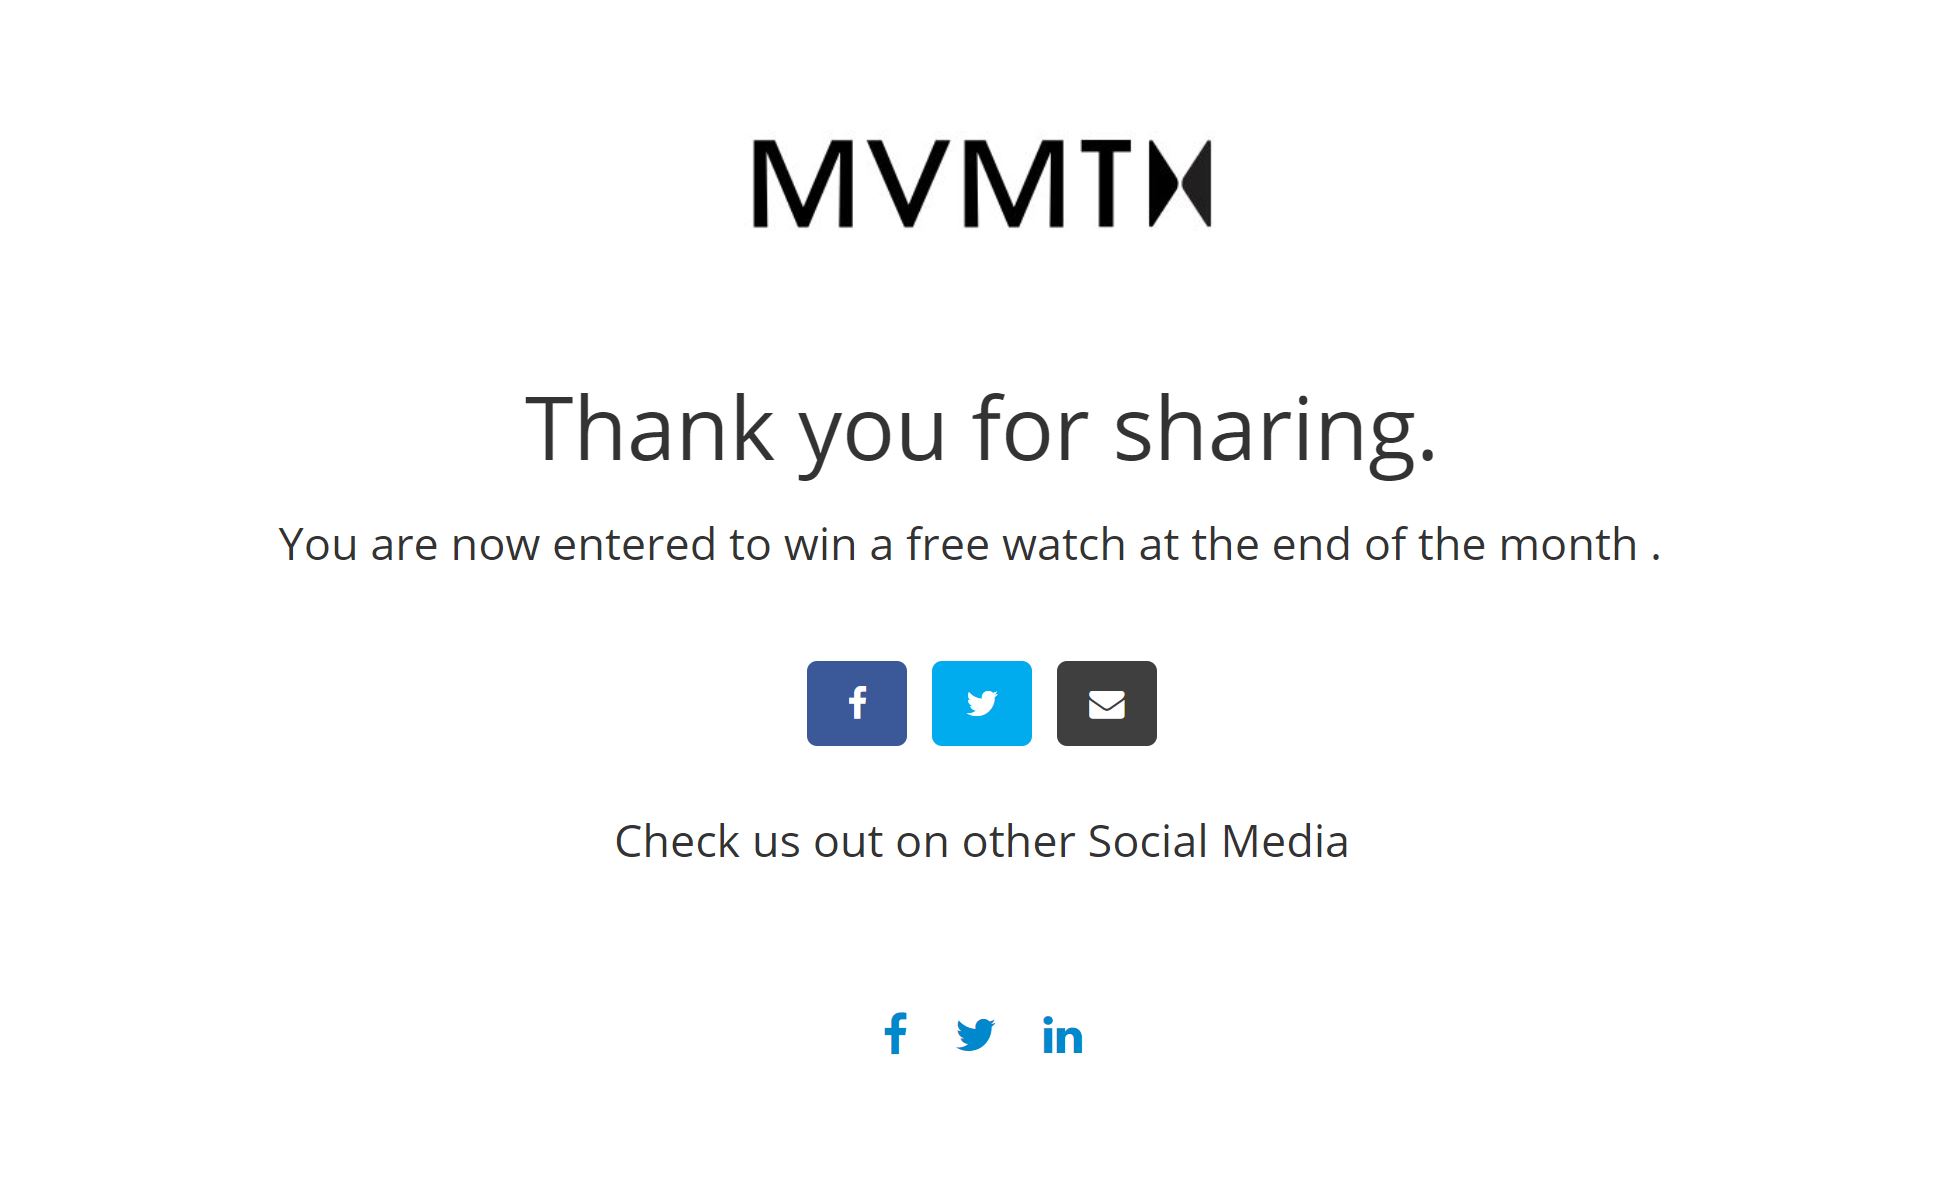 MVMT
Thank you for sharing.
You are now entered to win a free watch at the end of the month .
Check us out on other Social Media